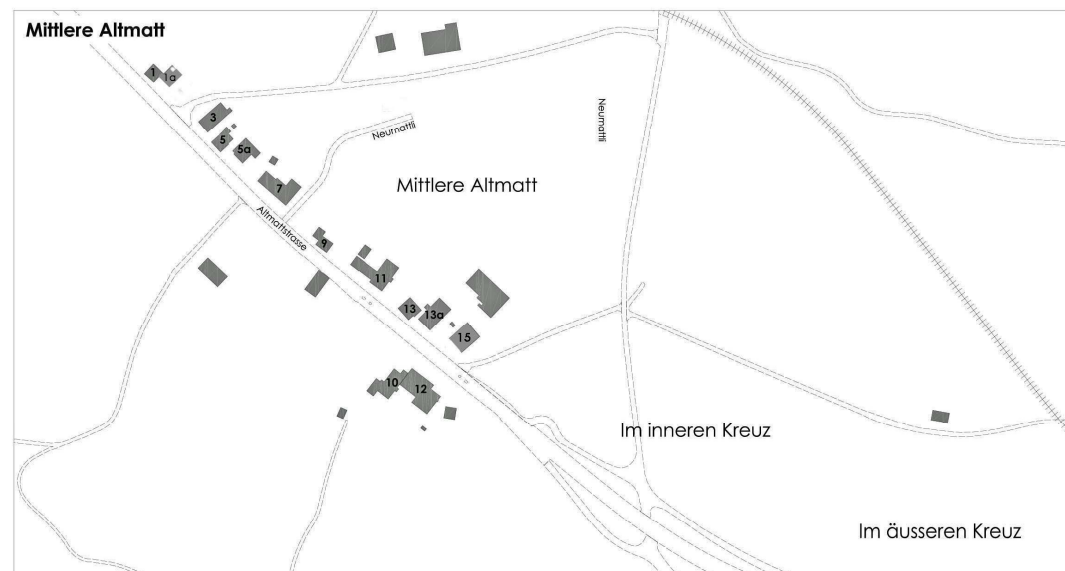 Mittlere Altmatt
1
1a
3
5
5a
Neumattli
Neumattli
7
Mittlere Altmatt
Altmattstrasse
9
11
13
13a
15
10
12
Im inneren Kreuz
Im äusseren Kreuz